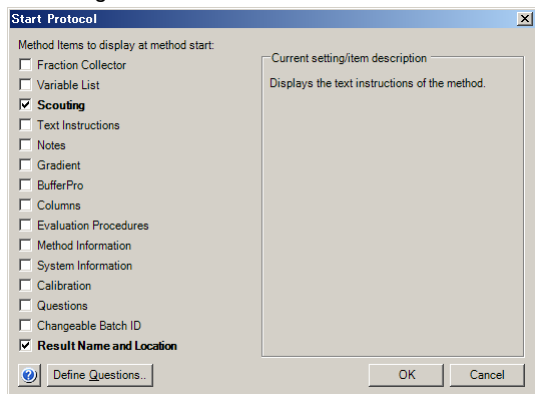 Start Protocol
Method Items to display at method start:
Fraction Collector
Variable List
Scouting
Text Instructions
Notes
Gradient
BufferPro
Columns
Evaluation Procedures
Method Information
System Information
Calibration
Questions
Changeable Batch ID
Result Name and Location
Current setting/item description
Displays the text instructions of the method.
Define Questions..
OK
Cancel